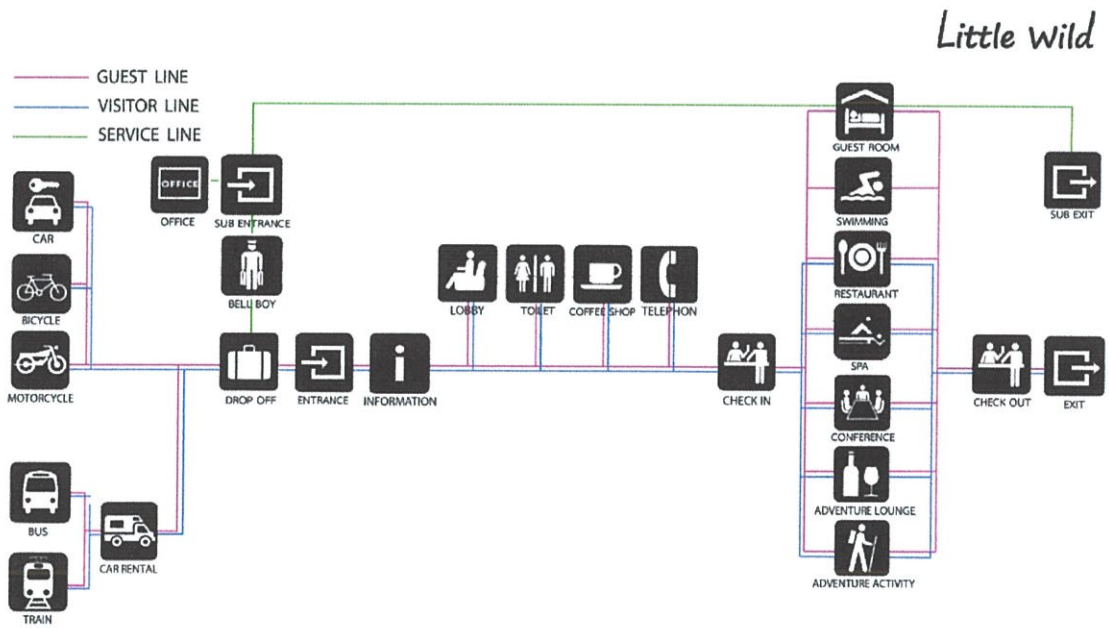 Little Wild
GUEST LINE
VISITOR LINE
SERVICE LINE
OFFICE
OFFICE
SUB ENTRANCE
GUEST ROOM
SWIMMING
SUB EXIT
CAR
BICYCLE
MOTORCYCLE
BELL BOY
LOBBY
TOILET
COFFEE SHOP
TELEPHON
RESTAURANT
SPA
DROP OFF
ENTRANCE
i
INFORMATION
CHECK IN
CONFERENCE
CHECK OUT
EXIT
BUS
CAR RENTAL
TRAIN
ADVENTURE LOUNGE
ADVENTURE ACTIVITY